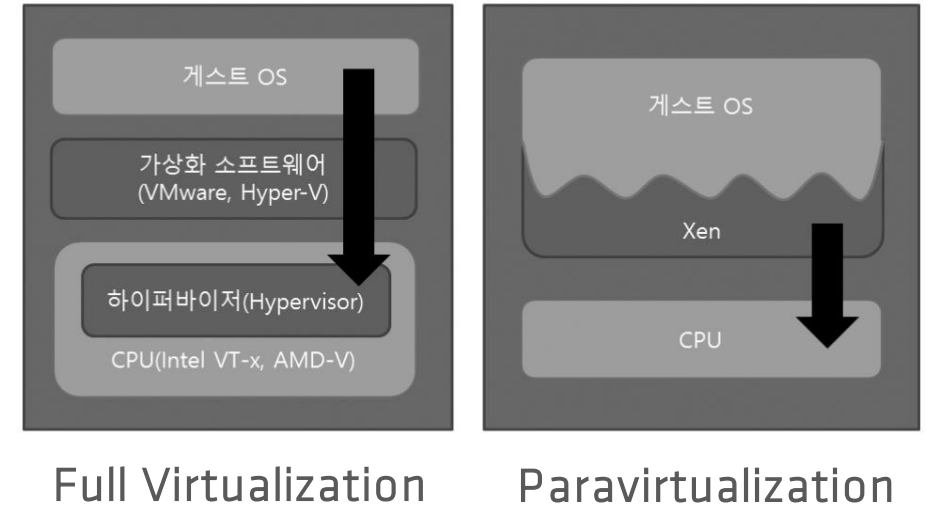 게스트 OS
가상화 소프트웨어
(VMware, Hyper-V)
하이퍼바이저(Hypervisor)
CPU(Intel VT-x, AMD-V)
Full Virtualization
게스트 OS
Xen
CPU
Paravirtualization